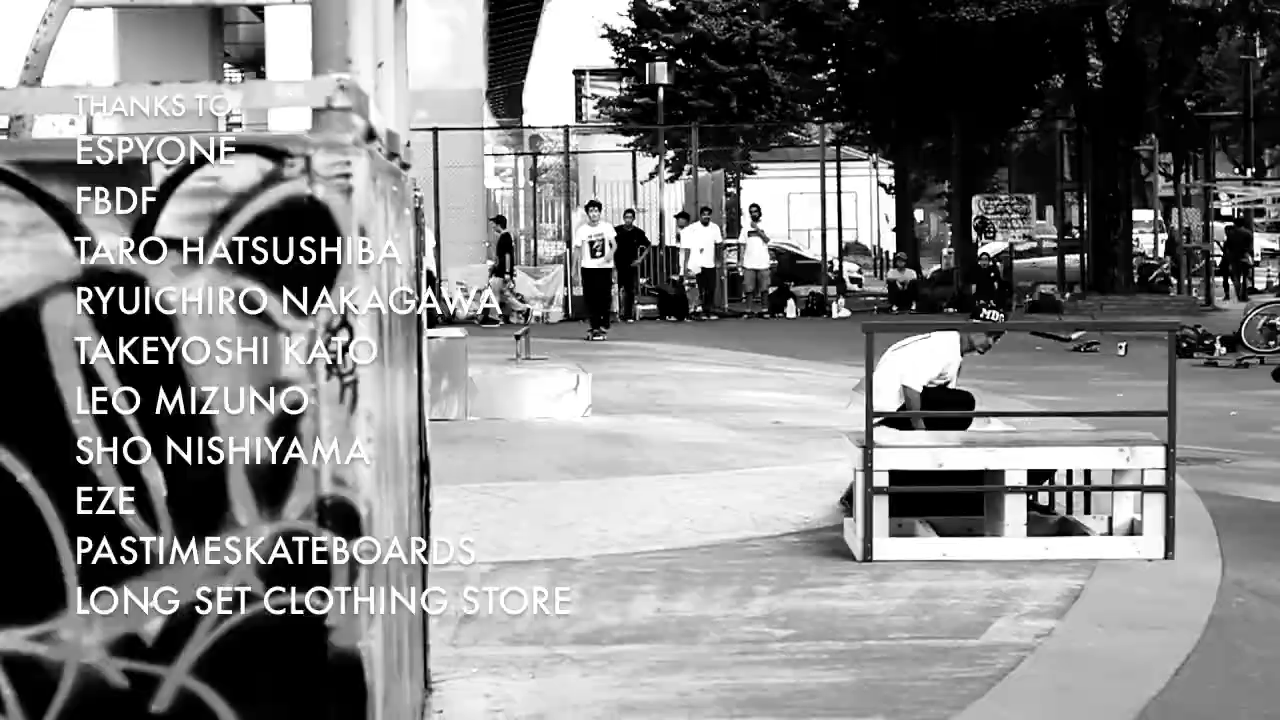 THANKS TO
ESPYONE
FBDF
TARO HATSUSHIBA
RYUICHIRO NAKAGAWA
TAKEYOSHI KATO
LEO MIZUNO
SHO NISHIYAMA
EZE
PASTIMESKATEBOARDS
LONG SET CLOTHING STORE